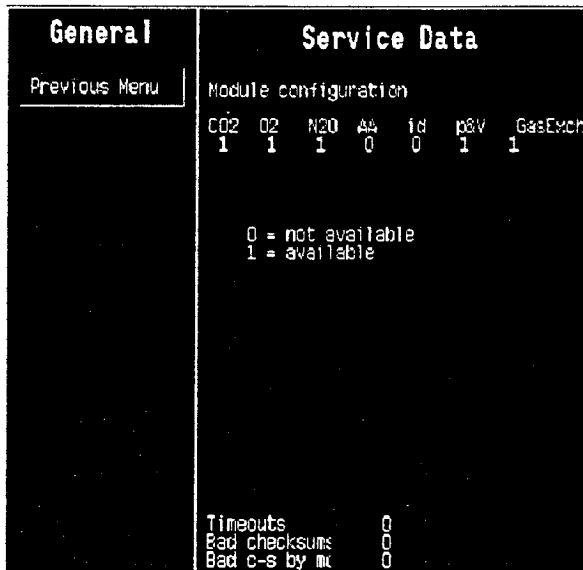 General
Previous Menu
Service Data
Module configuration
CO2 O2 N2O AA id p&V GasExch
1 1 1 0 0 1 1
0 = not available
1 = available
Timeouts 0
Bad checksums 0
Bad c-s by mo 0